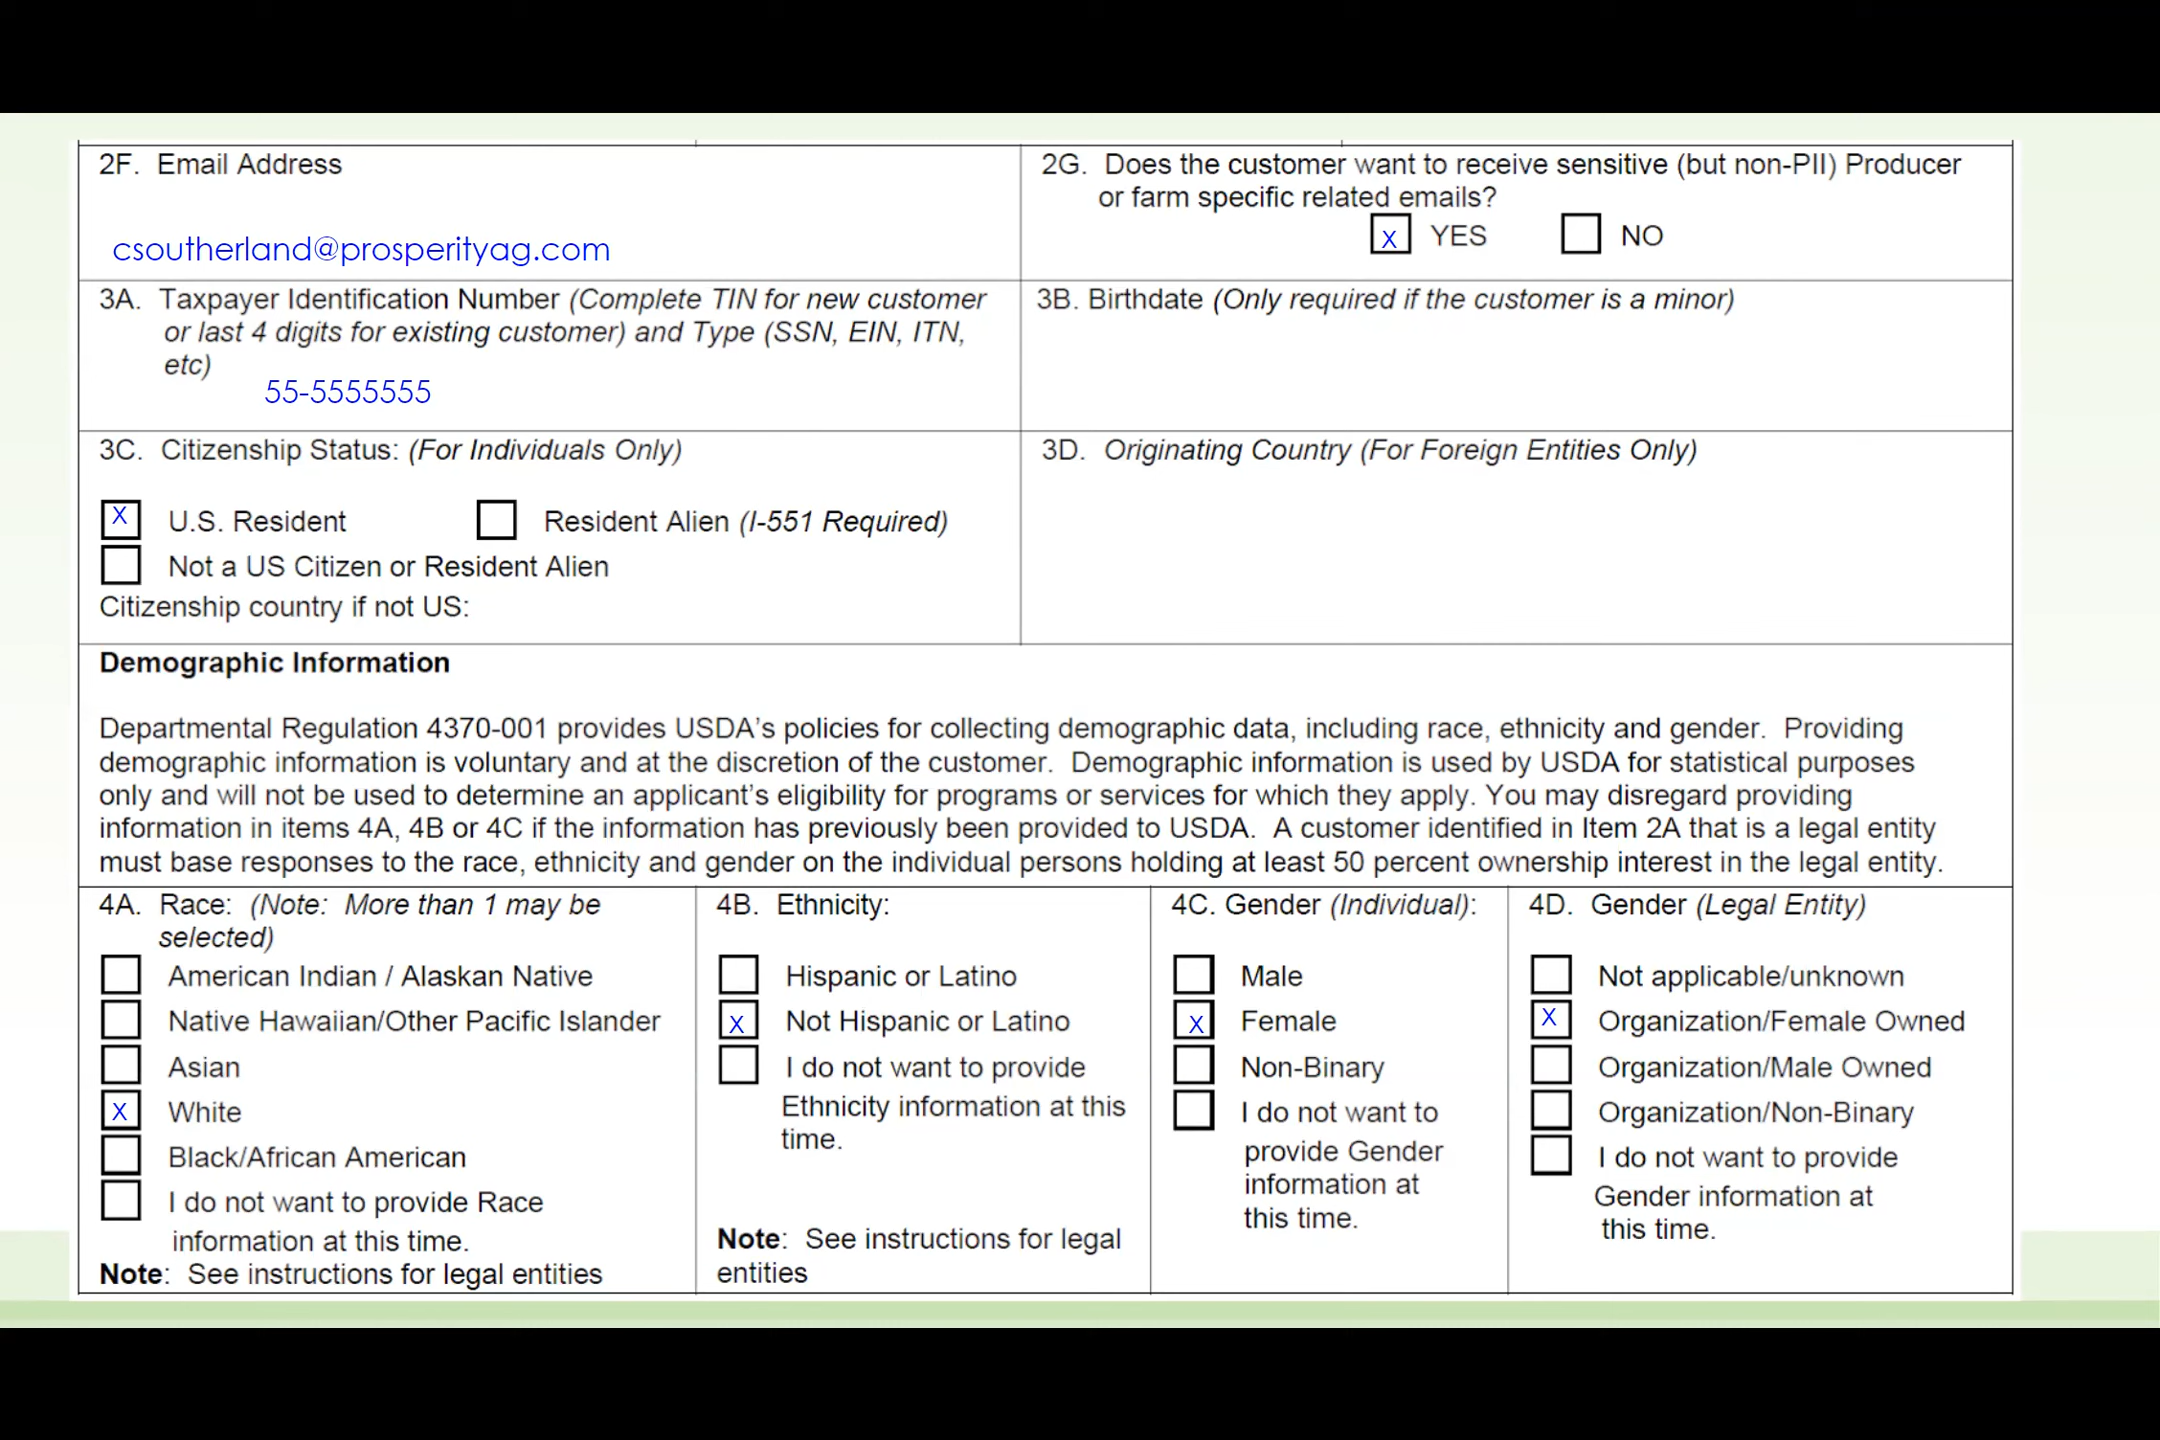 2F. Email Address
csoutherland@prosperityag.com
2G. Does the customer want to receive sensitive (but non-PII) Producer
or farm specific related emails?
x YES NO
3A. Taxpayer Identification Number (Complete TIN for new customer
or last 4 digits for existing customer) and Type (SSN, EIN, ITN,
etc)
55-5555555
3B. Birthdate (Only required if the customer is a minor)
3C. Citizenship Status: (For Individuals Only)
x U.S. Resident Resident Alien (I-551 Required)
Not a US Citizen or Resident Alien
Citizenship country if not US:
3D. Originating Country (For Foreign Entities Only)
Demographic Information
Departmental Regulation 4370-001 provides USDA's policies for collecting demographic data, including race, ethnicity and gender. Providing
demographic information is voluntary and at the discretion of the customer. Demographic information is used by USDA for statistical purposes
only and will not be used to determine an applicant's eligibility for programs or services for which they apply. You may disregard providing
information in items 4A, 4B or 4C if the information has previously been provided to USDA. A customer identified in Item 2A that is a legal entity
must base responses to the race, ethnicity and gender on the individual persons holding at least 50 percent ownership interest in the legal entity.
4A. Race: (Note: More than 1 may be
selected)
American Indian / Alaskan Native
Native Hawaiian/Other Pacific Islander
Asian
x White
Black/African American
I do not want to provide Race
information at this time.
Note: See instructions for legal entities
4B. Ethnicity:
Hispanic or Latino
x Not Hispanic or Latino
I do not want to provide
Ethnicity information at this
time.
Note: See instructions for legal
entities
4C. Gender (Individual):
Male
x Female
Non-Binary
I do not want to
provide Gender
information at
this time.
4D. Gender (Legal Entity)
Not applicable/unknown
x Organization/Female Owned
Organization/Male Owned
Organization/Non-Binary
I do not want to provide
Gender information at
this time.